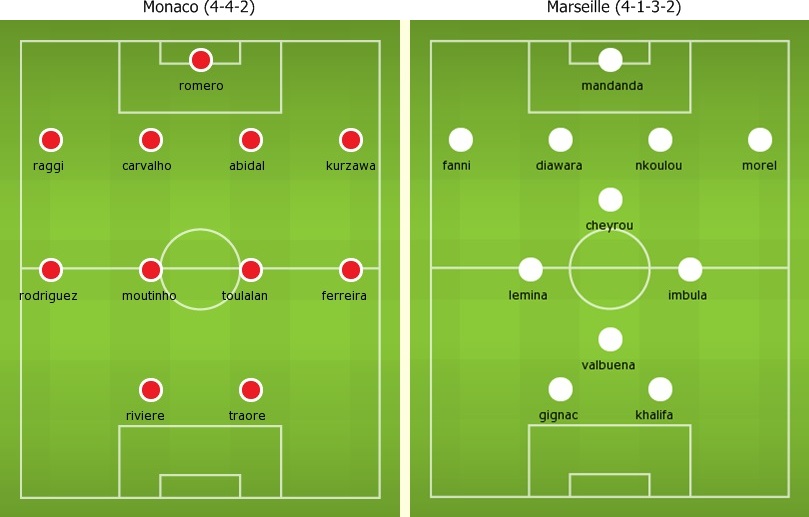 Monaco (4-4-2)
romero
raggi carvalho abidal kurzawa
rodriguez moutinho toulalan ferreira
riviere traore
Marseille (4-1-3-2)
mandanda
fanni diawara nkoulou morel
cheyrou
lemina imbula
valbuena
gignac khalifa